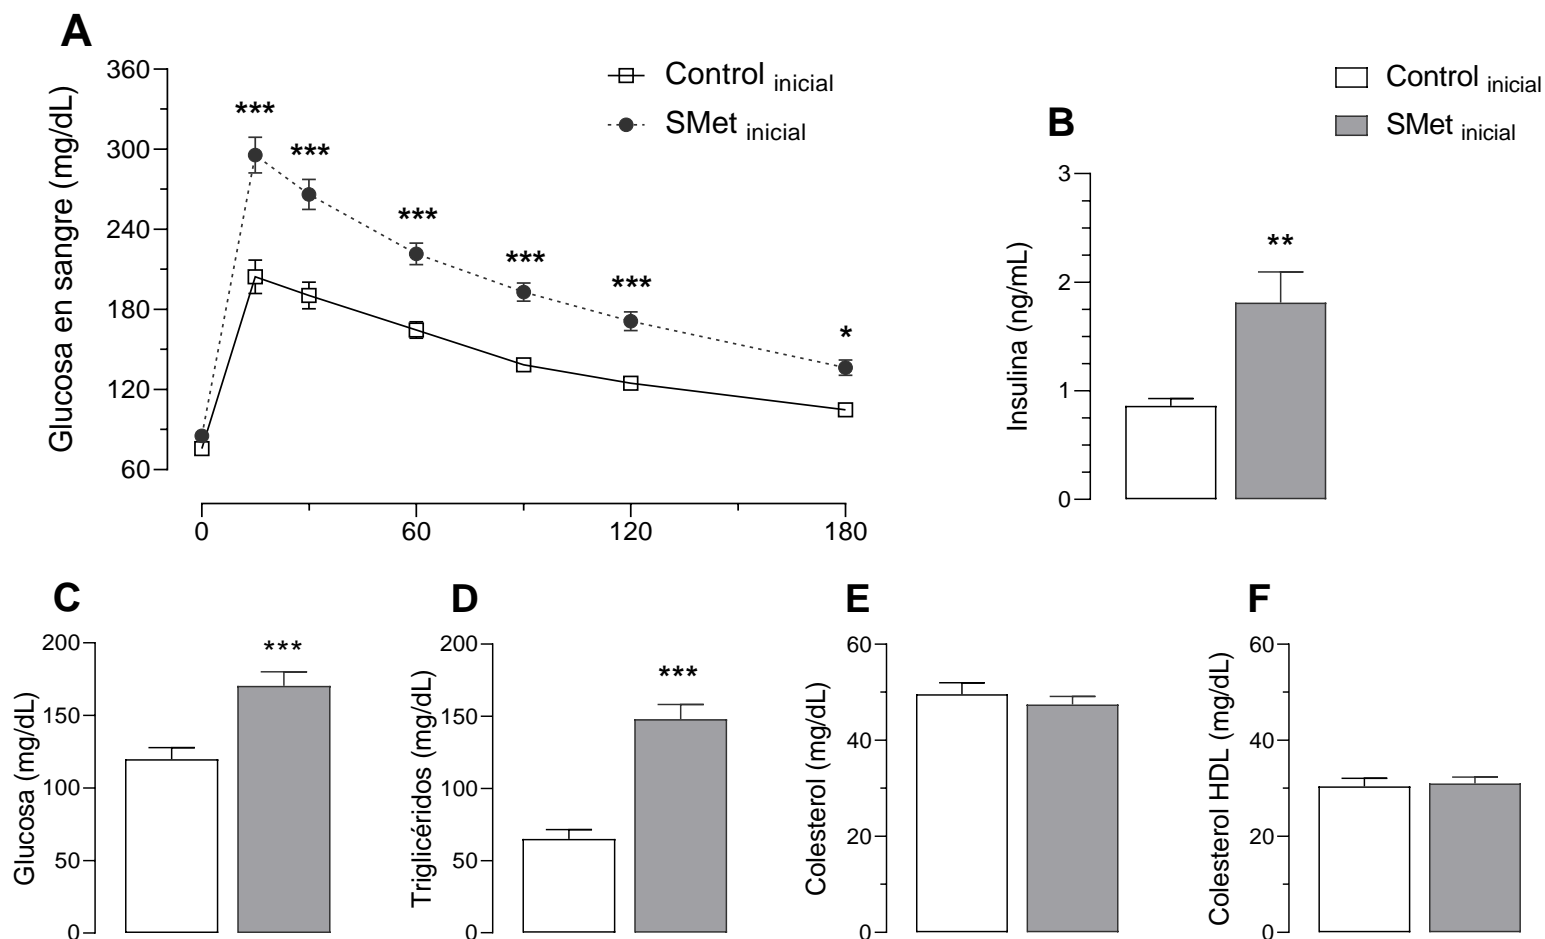 A
Glucosa en sangre (mg/dL)
360
300
240
180
120
60
0
60
120
180
***
***
***
***
***
*
Control inicial
SMet inicial
B
Control inicial
SMet inicial
Insulina (ng/mL)
3
2
1
0
**
C
Glucosa (mg/dL)
200
150
100
50
0
***
D
Triglicéridos (mg/dL)
200
150
100
50
0
***
E
Colesterol (mg/dL)
60
40
20
0
F
Colesterol HDL (mg/dL)
60
40
20
0